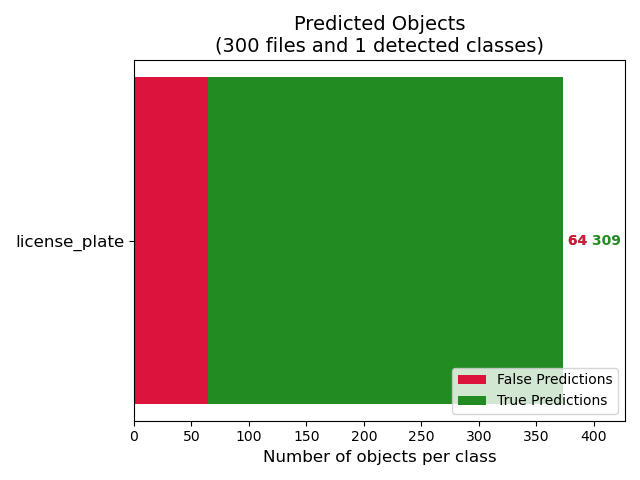 Predicted Objects
(300 files and 1 detected classes)
license_plate
64 309
False Predictions
True Predictions
0 50 100 150 200 250 300 350 400
Number of objects per class